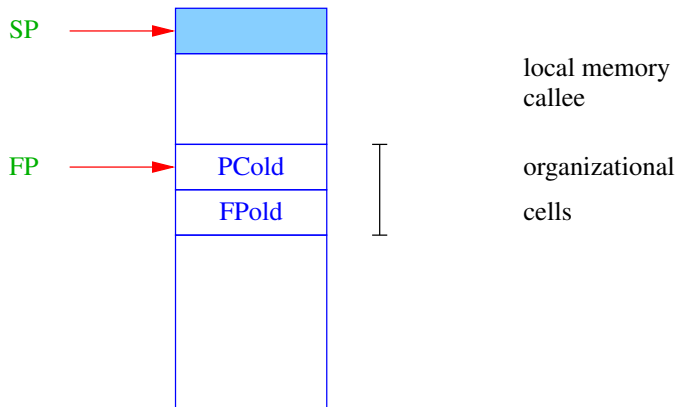 SP
local memory
callee
FP
PCold
organizational
FPold
cells